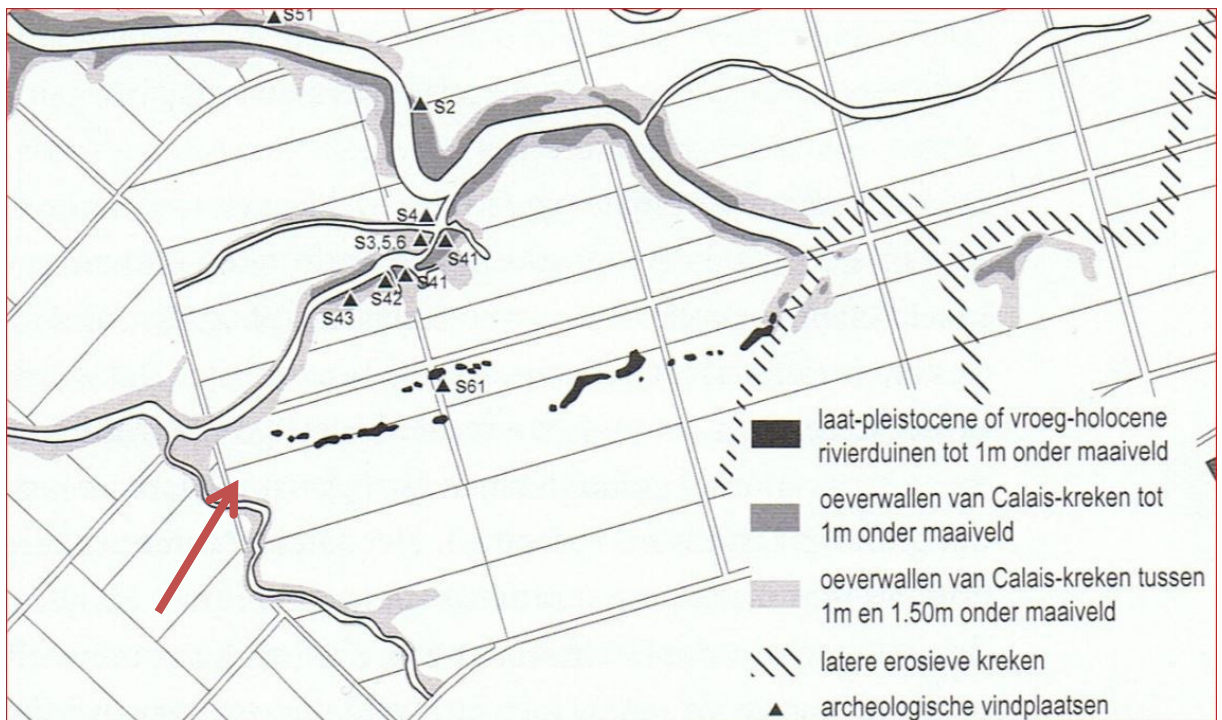 S51
S2
S4
S3,5,6
S41
S41
S42
S43
S61
laat-pleistocene of vroeg-holocene
rivierduinen tot 1m onder maaiveld
oeverwallen van Calais-kreken tot
1m onder maaiveld
oeverwallen van Calais-kreken tussen
1m en 1.50m onder maaiveld
latere erosieve kreken
archeologische vindplaatsen